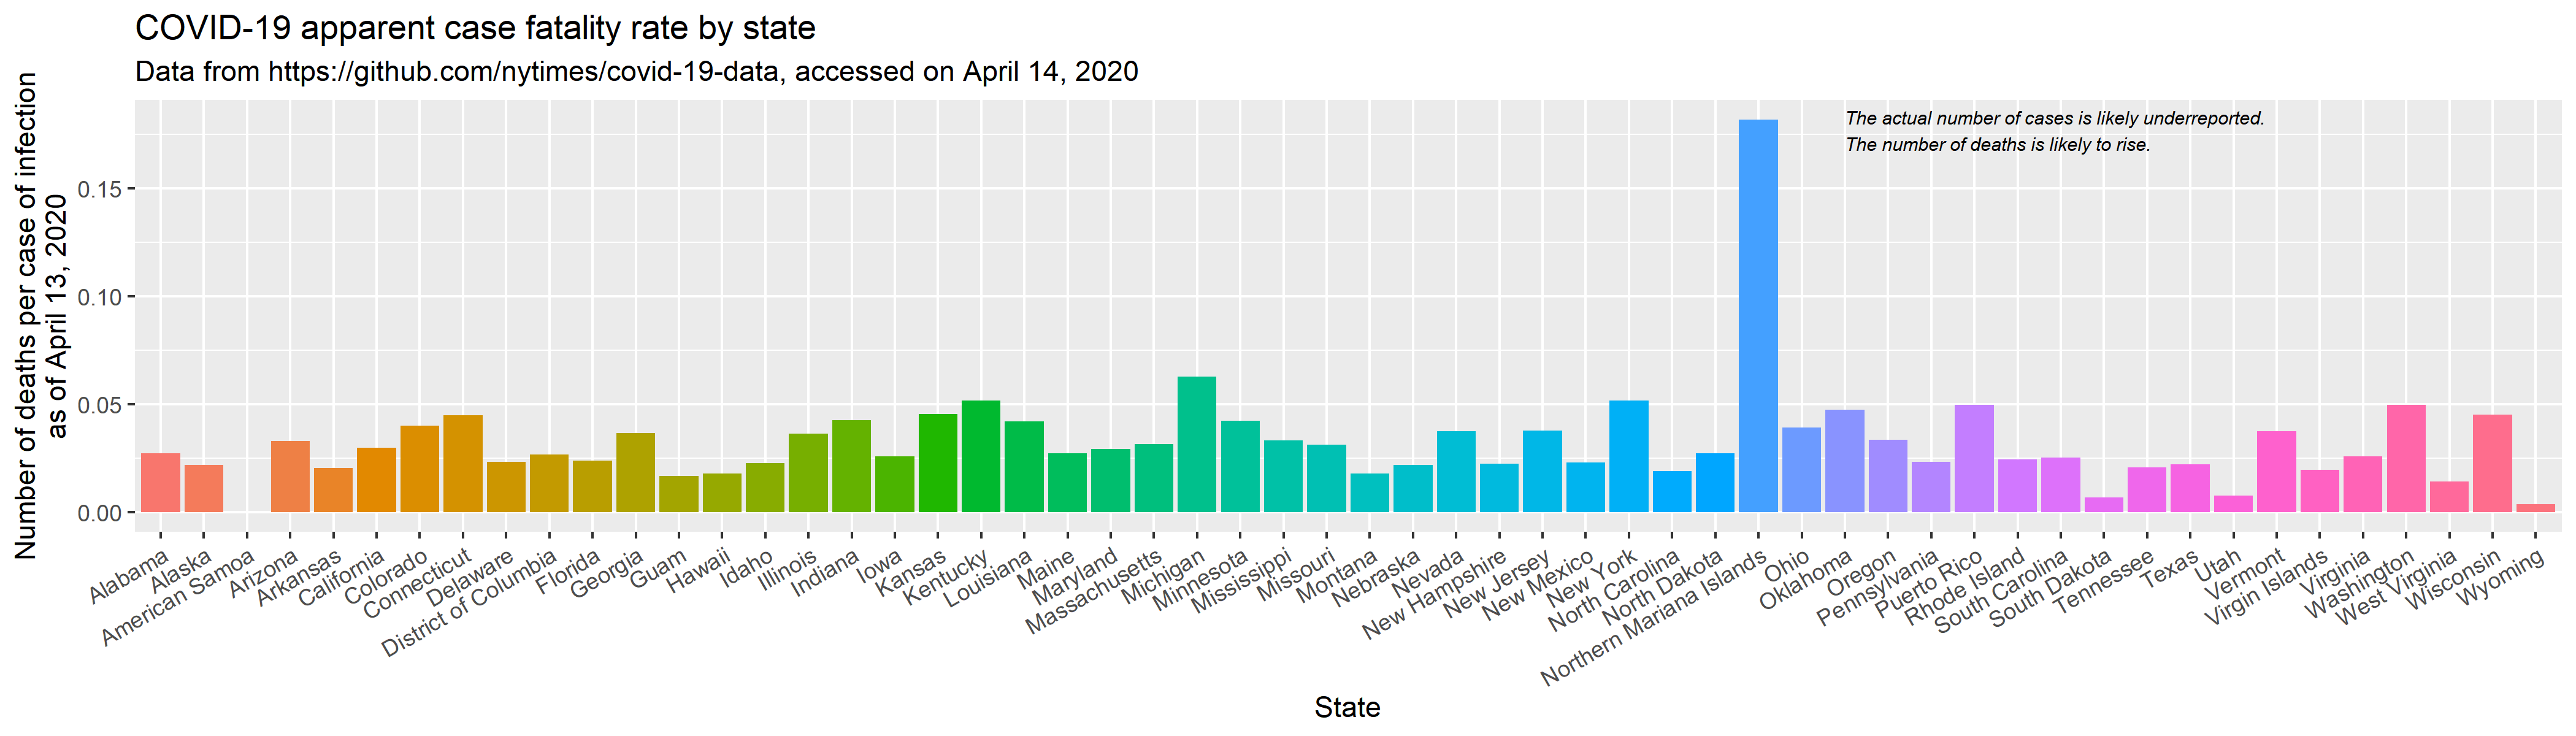 COVID-19 apparent case fatality rate by state
Data from https://github.com/nytimes/covid-19-data, accessed on April 14, 2020
Number of deaths per case of infection
as of April 13, 2020
The actual number of cases is likely underreported.
The number of deaths is likely to rise.
0.15
0.10
0.05
0.00
Alabama
Alaska
American Samoa
Arizona
Arkansas
California
Colorado
Connecticut
Delaware
District of Columbia
Florida
Georgia
Guam
Hawaii
Idaho
Illinois
Indiana
Iowa
Kansas
Kentucky
Louisiana
Maine
Maryland
Massachusetts
Michigan
Minnesota
Mississippi
Missouri
Montana
Nebraska
Nevada
New Hampshire
New Jersey
New Mexico
New York
North Carolina
North Dakota
Northern Mariana Islands
Ohio
Oklahoma
Oregon
Pennsylvania
Puerto Rico
Rhode Island
South Carolina
South Dakota
Tennessee
Texas
Utah
Vermont
Virgin Islands
Virginia
Washington
West Virginia
Wisconsin
Wyoming
State